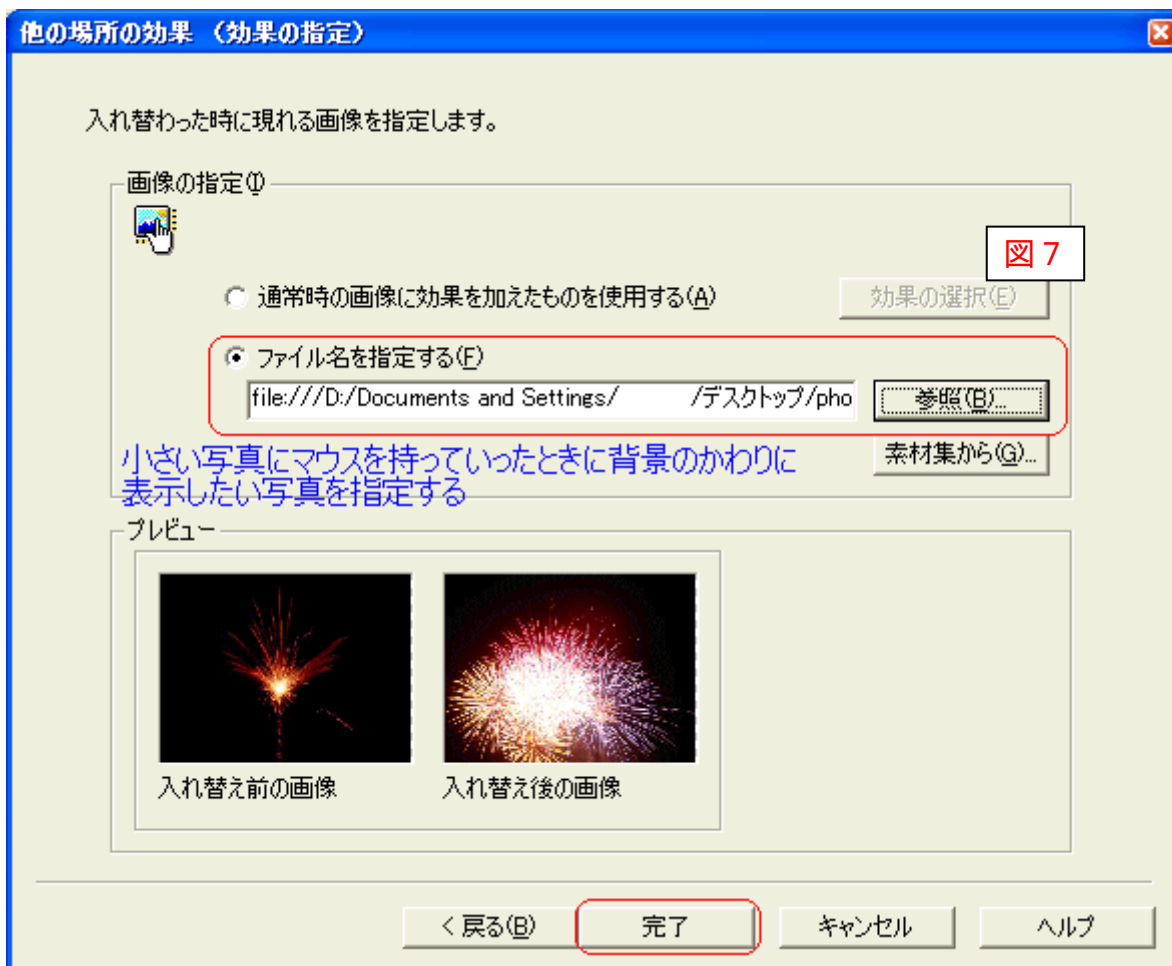 他の場所の効果 （効果の指定）
入れ替わった時に現れる画像を指定します。
画像の指定(I)
図７
通常時の画像に効果を加えたものを使用する(A)
効果の選択(E)
ファイル名を指定する(F)
file:///D:/Documents and Settings/ /デスクトップ/pho
参照(B)...
小さい写真にマウスを持っていったときに背景のかわりに
表示したい写真を指定する
素材集から(G)...
プレビュー
入れ替え前の画像
入れ替え後の画像
< 戻る(B)
完了
キャンセル
ヘルプ